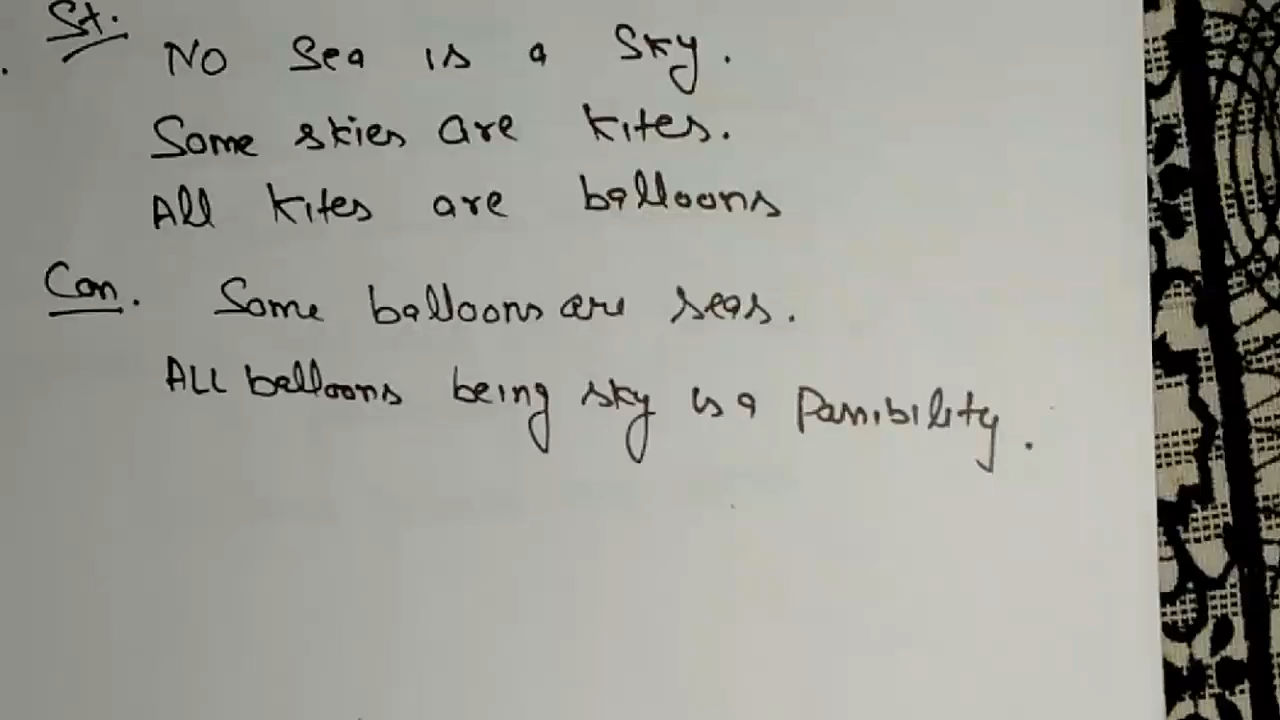 St.
. No Sea is a Sky.
Some skies are kites.
All kites are balloons
Con. Some balloons are seas.
All balloons being sky is a Possibility.